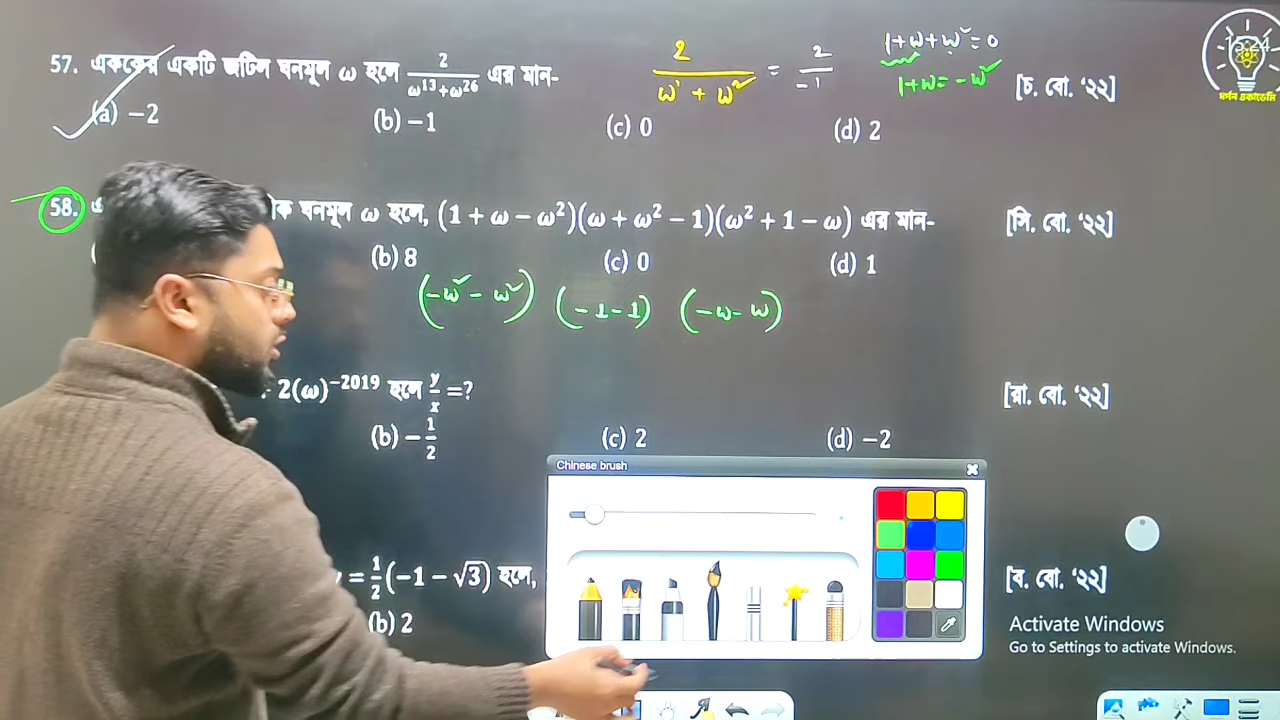 57. এককের একটি জটিল ঘনমূল ω হলে 2/(ω¹³+ω²⁶) এর মান-
2/(ω¹ + ω²) = 2/-1
1+ω+ω²=0
1+ω=-ω²
[চ. বো. '২২]
দর্পন একাডেমি
(a) −2 (b) −1 (c) 0 (d) 2
58. ঘনমূল ω হলে, (1 + ω − ω²)(ω + ω² − 1)(ω² + 1 − ω) এর মান- [সি. বো. '২২]
(b) 8 (c) 0 (d) 1
(-ω² - ω²) (-1-1) (-ω-ω)
2(ω)⁻²⁰¹⁹ হলে y/x =? [রা. বো. '২২]
(b) −1/2 (c) 2 (d) −2
Chinese brush
= 1/2(−1 − √3) হলে, [ব. বো. '২২]
(b) 2
Activate Windows
Go to Settings to activate Windows.